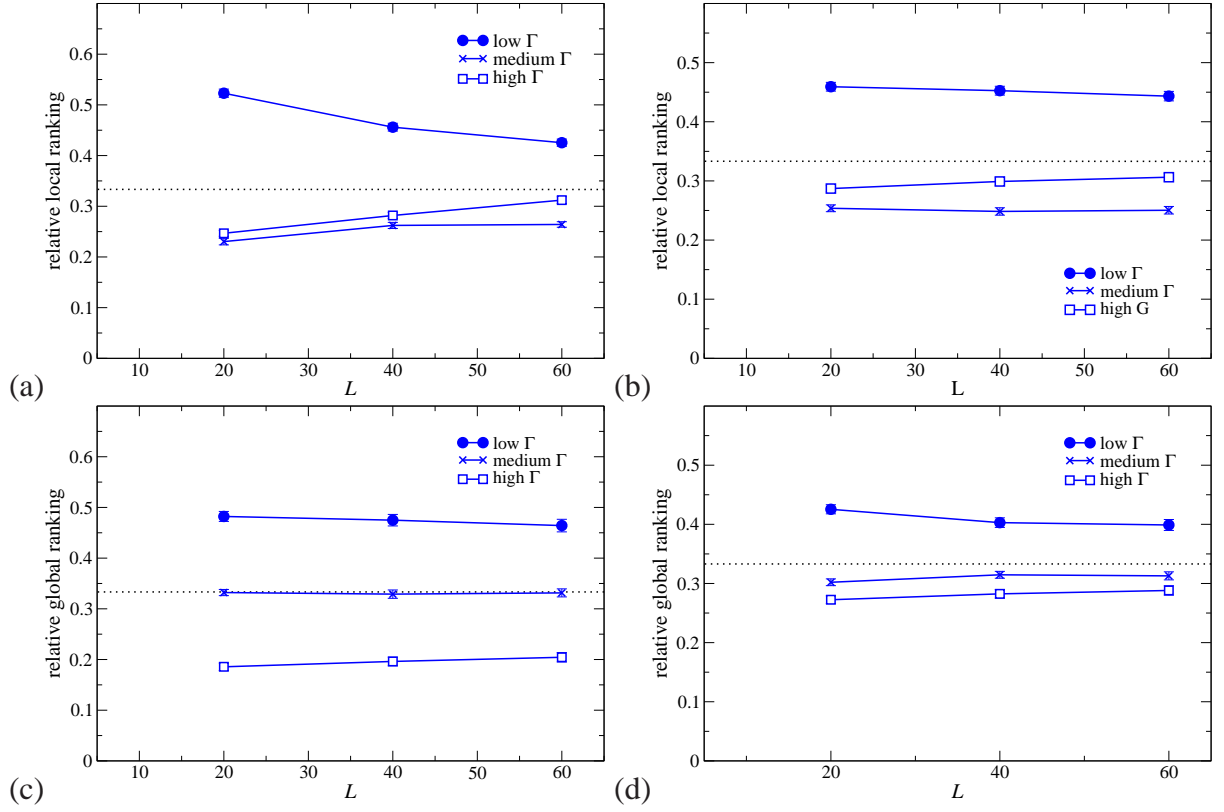 0.6
0.5
0.4
0.3
0.2
0.1
0
relative local ranking
low Γ
medium Γ
high Γ
10 20 30 40 50 60
L
(a)
0.5
0.4
0.3
0.2
0.1
0
relative local ranking
low Γ
medium Γ
high G
10 20 30 40 50 60
L
(b)
0.6
0.5
0.4
0.3
0.2
0.1
0
relative global ranking
low Γ
medium Γ
high Γ
10 20 30 40 50 60
L
(c)
0.5
0.4
0.3
0.2
0.1
0
relative global ranking
low Γ
medium Γ
high Γ
10 20 30 40 50 60
L
(d)